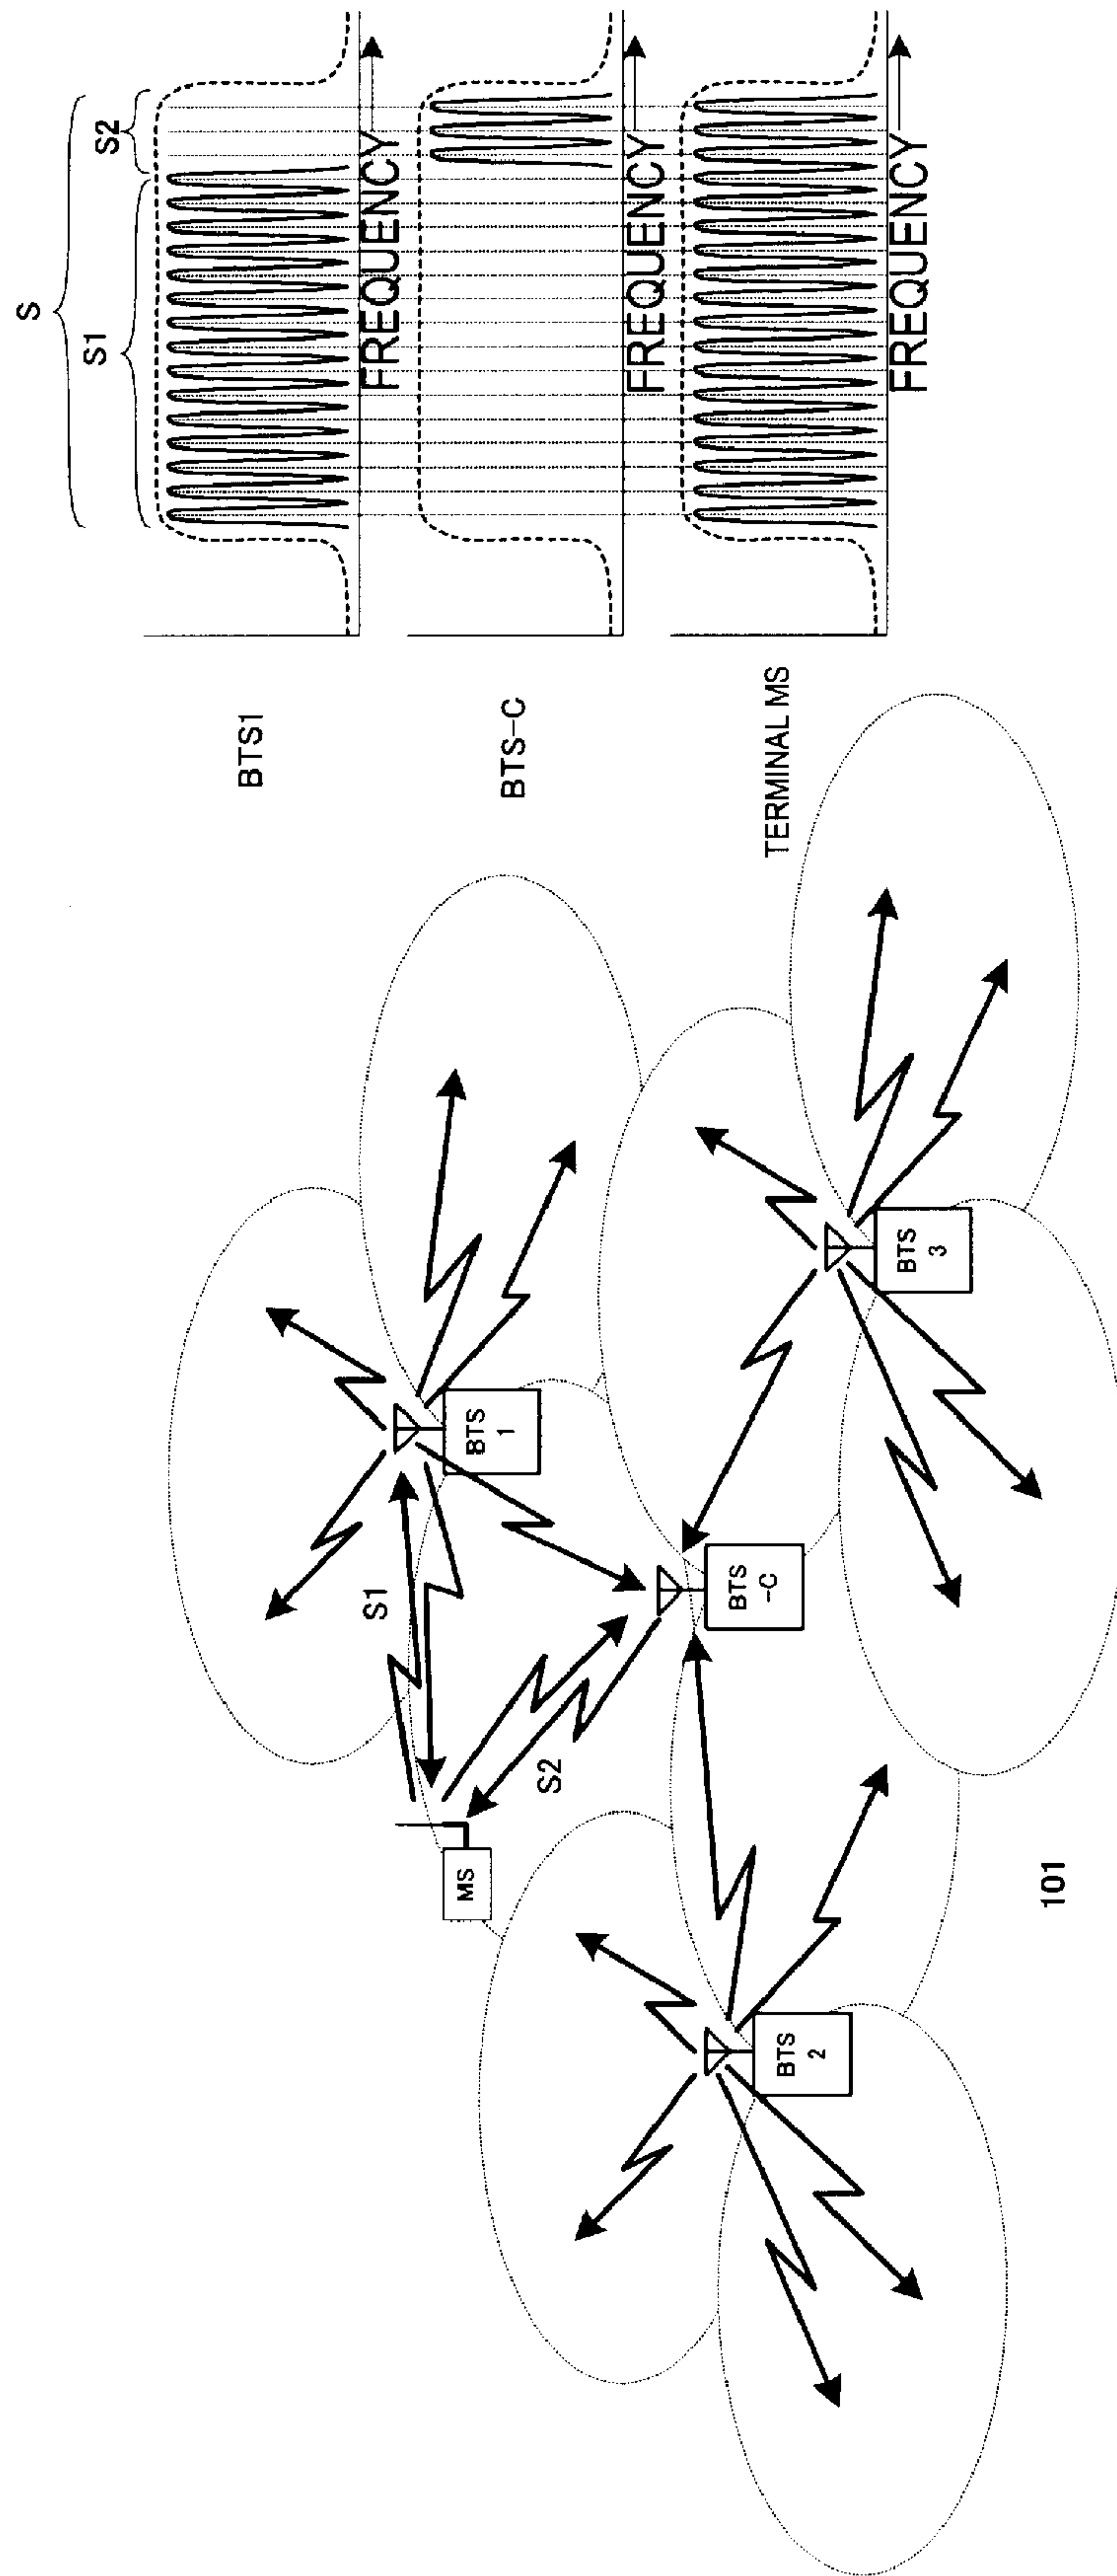 S
S1
S2
BTS1
FREQUENCY
BTS-C
FREQUENCY
TERMINAL MS
FREQUENCY
S1
S2
MS
BTS
1
BTS
-C
BTS
2
BTS
3
101